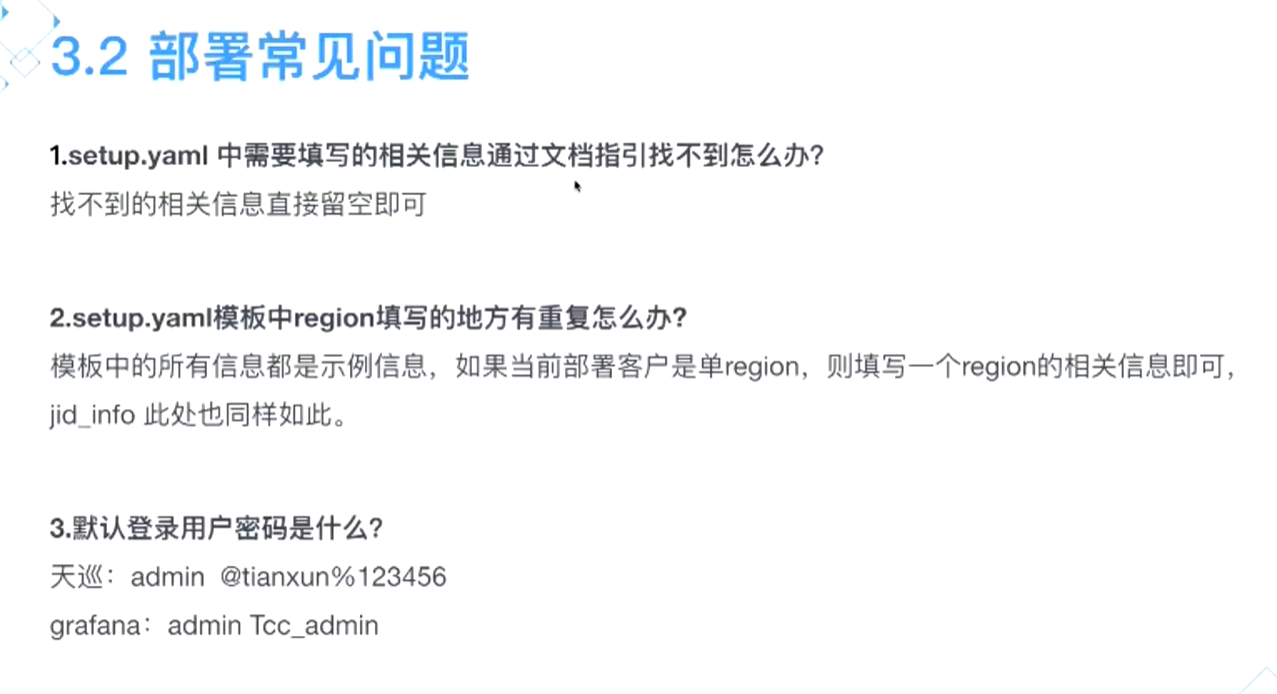 3.2 部署常见问题
1.setup.yaml 中需要填写的相关信息通过文档指引找不到怎么办?
找不到的相关信息直接留空即可
2.setup.yaml模板中region填写的地方有重复怎么办?
模板中的所有信息都是示例信息，如果当前部署客户是单region，则填写一个region的相关信息即可，
jid_info 此处也同样如此。
3.默认登录用户密码是什么?
天巡：admin @tianxun%123456
grafana：admin Tcc_admin